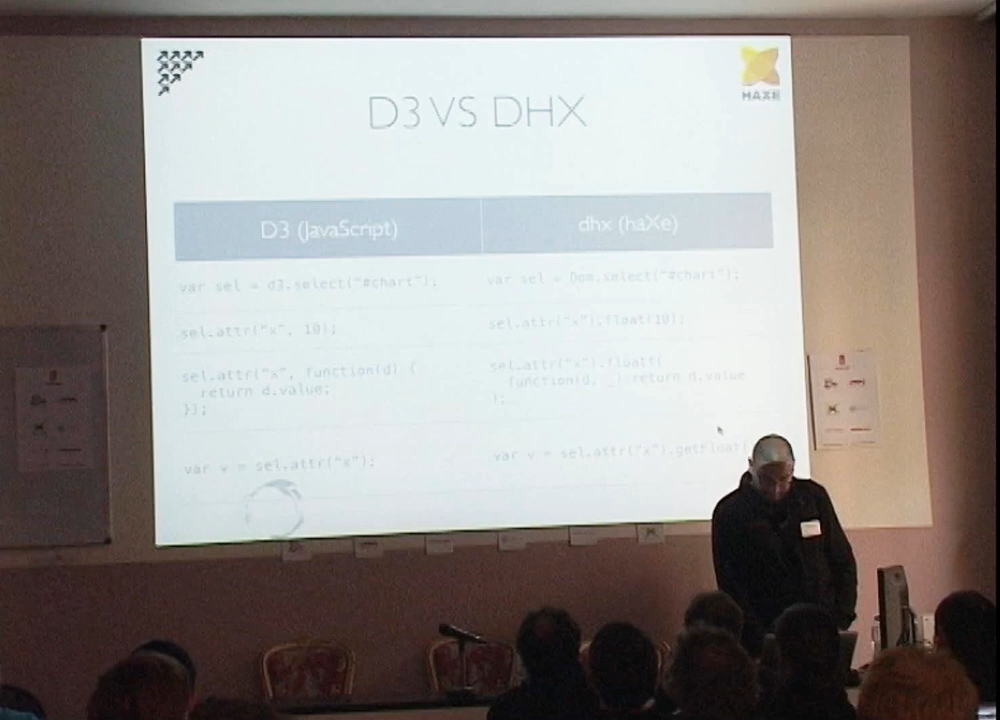 HAXE
D3 VS DHX
D3 (JavaScript)
dhx (haXe)
var sel = d3.select("#chart");
var sel = Dom.select("#chart");
sel.attr("x", 10);
sel.attr("x").float(10);
sel.attr("x", function(d) {
return d.value;
});
sel.attr("x").floatf(
function(d, _) return d.value
);
var v = sel.attr("x");
var v = sel.attr("x").getFloat(